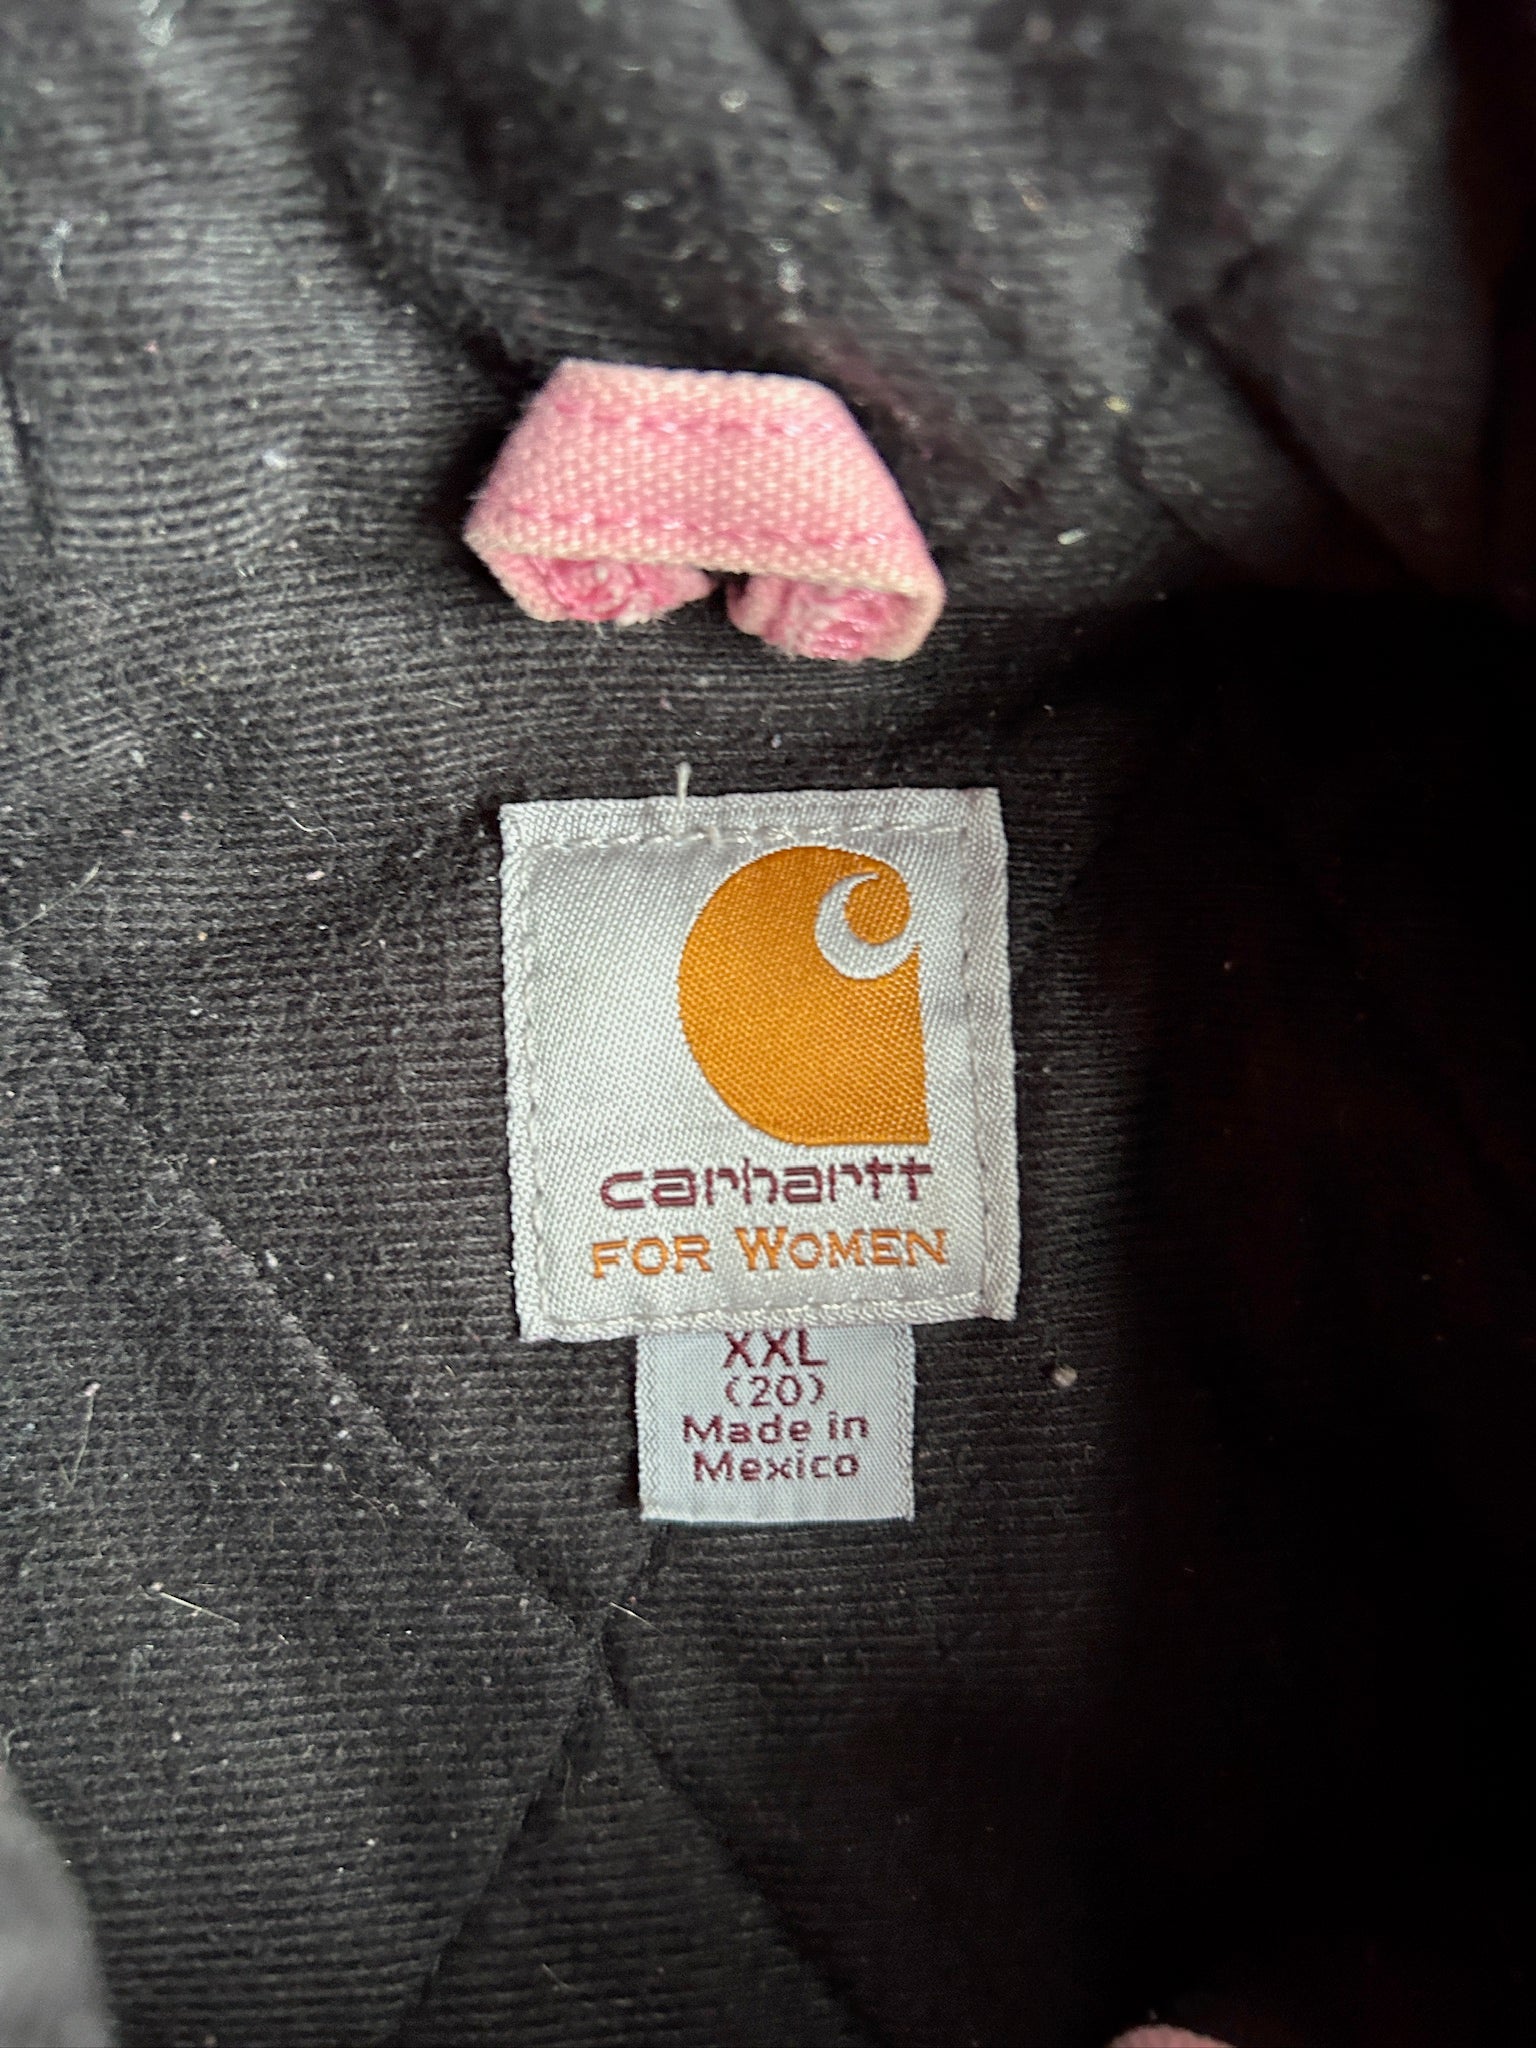 carhartt
FOR WOMEN
XXL
(20)
Made in
Mexico